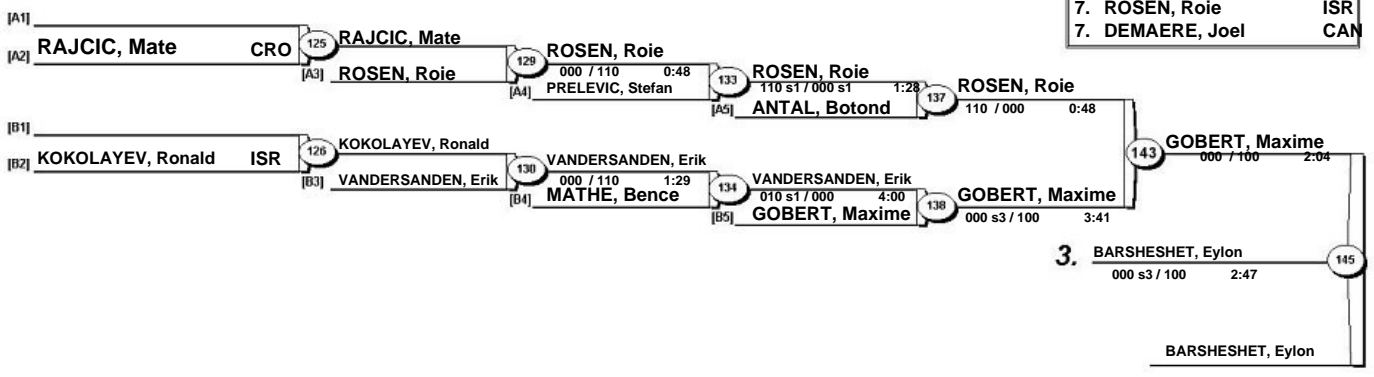 7. ROSEN, Roie ISR
7. DEMAERE, Joel CAN
[A1]
[A2] RAJCIC, Mate CRO
125
RAJCIC, Mate
[A3] ROSEN, Roie
129
ROSEN, Roie
000 / 110 0:48
[A4] PRELEVIC, Stefan
133
ROSEN, Roie
110 s1 / 000 s1 1:28
[A5] ANTAL, Botond
137
ROSEN, Roie
110 / 000 0:48
[B1]
[B2] KOKOLAYEV, Ronald ISR
126
KOKOLAYEV, Ronald
[B3] VANDERSANDEN, Erik
130
VANDERSANDEN, Erik
000 / 110 1:29
[B4] MATHE, Bence
134
VANDERSANDEN, Erik
010 s1 / 000 4:00
[B5] GOBERT, Maxime
138
GOBERT, Maxime
000 s3 / 100 3:41
143
GOBERT, Maxime
000 / 100 2:04
3. BARSHESHET, Eylon
000 s3 / 100 2:47
145
BARSHESHET, Eylon